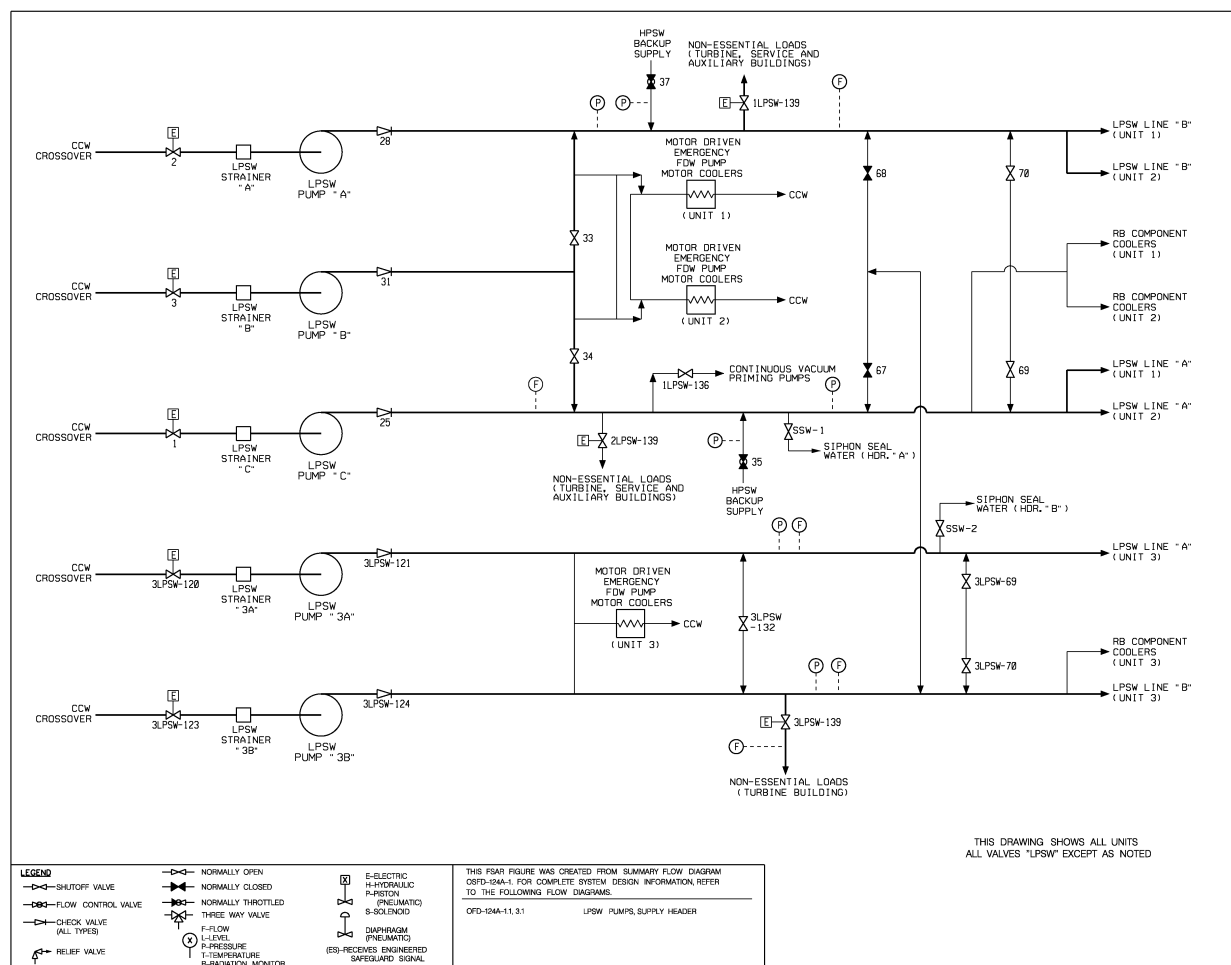 HPSW
BACKUP
SUPPLY
37
NON-ESSENTIAL LOADS
(TURBINE, SERVICE AND
AUXILIARY BUILDINGS)
P
P
E
1LPSW-139
F
CCW
CROSSOVER
E
2
LPSW
STRAINER
"A"
LPSW
PUMP "A"
28
LPSW LINE "B"
(UNIT 1)
LPSW LINE "B"
(UNIT 2)
MOTOR DRIVEN
EMERGENCY
FDW PUMP
MOTOR COOLERS
CCW
(UNIT 1)
68
70
33
MOTOR DRIVEN
EMERGENCY
FDW PUMP
MOTOR COOLERS
CCW
(UNIT 2)
RB COMPONENT
COOLERS
(UNIT 1)
RB COMPONENT
COOLERS
(UNIT 2)
CCW
CROSSOVER
E
3
LPSW
STRAINER
"B"
LPSW
PUMP "B"
31
34
CONTINUOUS VACUUM
PRIMING PUMPS
1LPSW-136
67
69
LPSW LINE "A"
(UNIT 1)
LPSW LINE "A"
(UNIT 2)
F
P
CCW
CROSSOVER
E
1
LPSW
STRAINER
"C"
LPSW
PUMP "C"
25
E
2LPSW-139
NON-ESSENTIAL LOADS
(TURBINE, SERVICE AND
AUXILIARY BUILDINGS)
P
35
HPSW
BACKUP
SUPPLY
SSW-1
SIPHON SEAL
WATER (HDR. "A")
SIPHON SEAL
WATER (HDR. "B")
SSW-2
P
F
CCW
CROSSOVER
E
3LPSW-120
LPSW
STRAINER
"3A"
LPSW
PUMP "3A"
3LPSW-121
LPSW LINE "A"
(UNIT 3)
MOTOR DRIVEN
EMERGENCY
FDW PUMP
MOTOR COOLERS
CCW
(UNIT 3)
3LPSW
-132
3LPSW-69
3LPSW-70
RB COMPONENT
COOLERS
(UNIT 3)
LPSW LINE "B"
(UNIT 3)
P
F
CCW
CROSSOVER
E
3LPSW-123
LPSW
STRAINER
"3B"
LPSW
PUMP "3B"
3LPSW-124
E
3LPSW-139
F
NON-ESSENTIAL LOADS
(TURBINE BUILDING)
THIS DRAWING SHOWS ALL UNITS
ALL VALVES "LPSW" EXCEPT AS NOTED
LEGEND
SHUTOFF VALVE
FLOW CONTROL VALVE
CHECK VALVE
(ALL TYPES)
RELIEF VALVE
NORMALLY OPEN
NORMALLY CLOSED
NORMALLY THROTTLED
THREE WAY VALVE
X
F-FLOW
L-LEVEL
P-PRESSURE
T-TEMPERATURE
R-RADIATION MONITOR
X
E-ELECTRIC
H-HYDRAULIC
P-PISTON
(PNEUMATIC)
S-SOLENOID
DIAPHRAGM
(PNEUMATIC)
(ES)-RECEIVES ENGINEERED
SAFEGUARD SIGNAL
THIS FSAR FIGURE WAS CREATED FROM SUMMARY FLOW DIAGRAM
OSFD-124A-1. FOR COMPLETE SYSTEM DESIGN INFORMATION, REFER
TO THE FOLLOWING FLOW DIAGRAMS.
OFD-124A-1.1, 3.1 LPSW PUMPS, SUPPLY HEADER